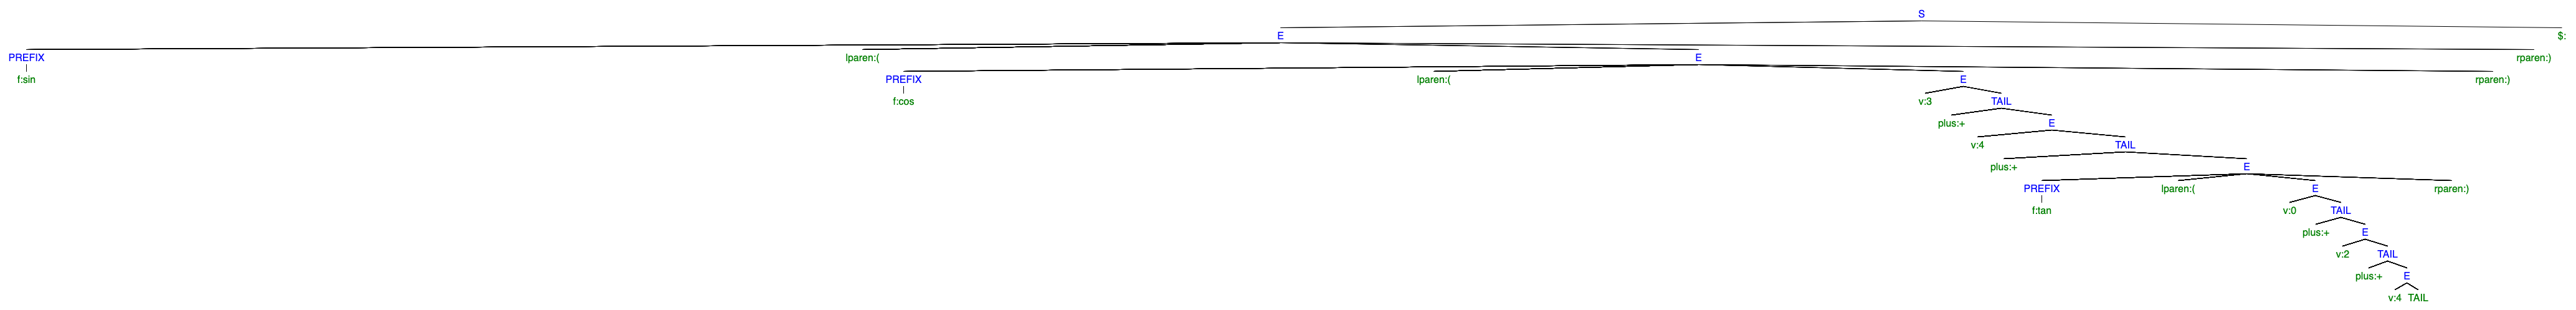 S
E $:
PREFIX lparen:( E rparen:)
f:sin PREFIX lparen:( E rparen:)
f:cos v:3 TAIL
plus:+ E
v:4 TAIL
plus:+ E
PREFIX lparen:( E rparen:)
f:tan v:0 TAIL
plus:+ E
v:2 TAIL
plus:+ E
v:4 TAIL